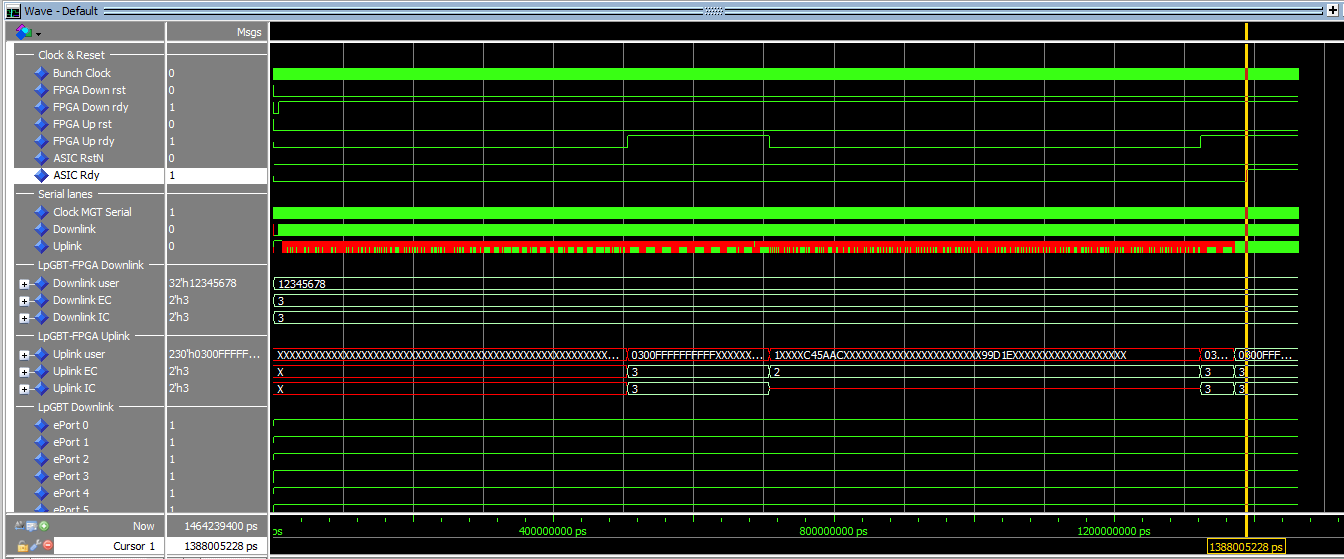 Wave - Default
Msgs
Clock & Reset
Bunch Clock 0
FPGA Down rst 0
FPGA Down rdy 1
FPGA Up rst 0
FPGA Up rdy 1
ASIC RstN 0
ASIC Rdy 1
Serial lanes
Clock MGT Serial 1
Downlink 0
Uplink 0
LpGBT-FPGA Downlink
Downlink user 32'h12345678 12345678
Downlink EC 2'h3 3
Downlink IC 2'h3 3
LpGBT-FPGA Uplink
Uplink user 230'h0300FFFFF... 0300FFFFFFFFFFXXXXXX... 03... 0300FFF...
Uplink EC 2'h3 X 3 2 3 3
Uplink IC 2'h3 X 3 3 3
LpGBT Downlink
ePort 0 1
ePort 1 1
ePort 2 1
ePort 3 1
ePort 4 1
ePort 5 1
Now 1464239400 ps ps 400000000 ps 800000000 ps 1200000000 ps
Cursor 1 1388005228 ps 1388005228 ps